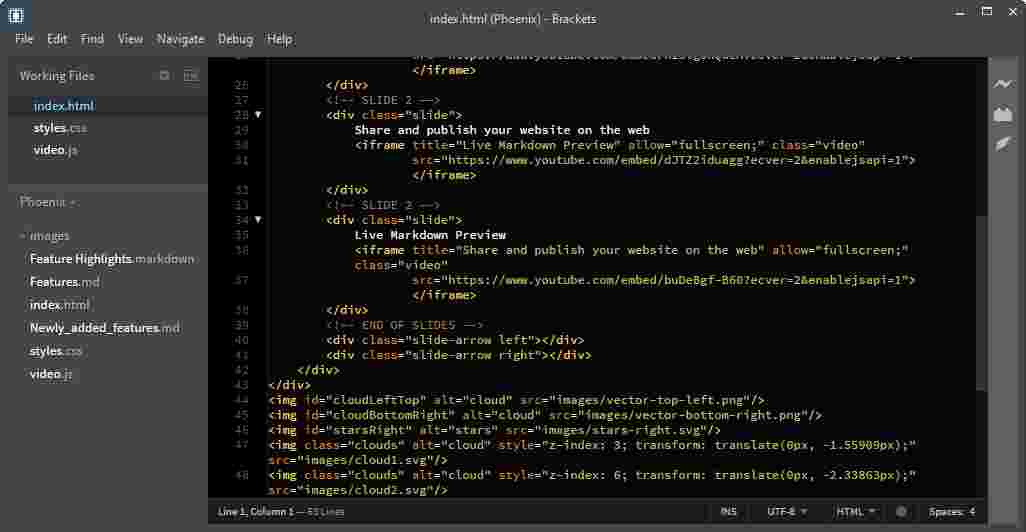 index.html (Phoenix) - Brackets
File Edit Find View Navigate Debug Help
Working Files
index.html
styles.css
video.js
Phoenix
images
Feature Highlights.markdown
Features.md
index.html
Newly_added_features.md
styles.css
video.js
</iframe>
26 </div>
27 <!-- SLIDE 2 -->
28 <div class="slide">
29 Share and publish your website on the web
30 <iframe title="Live Markdown Preview" allow="fullscreen;" class="video"
31 src="https://www.youtube.com/embed/dJTZ2iduagg?ecver=2&enablejsapi=1">
</iframe>
32 </div>
33 <!-- SLIDE 2 -->
34 <div class="slide">
35 Live Markdown Preview
36 <iframe title="Share and publish your website on the web" allow="fullscreen;"
class="video"
37 src="https://www.youtube.com/embed/buDeBgf-B60?ecver=2&enablejsapi=1">
</iframe>
38 </div>
39 <!-- END OF SLIDES -->
40 <div class="slide-arrow left"></div>
41 <div class="slide-arrow right"></div>
42 </div>
43 </div>
44 <img id="cloudLeftTop" alt="cloud" src="images/vector-top-left.png"/>
45 <img id="cloudBottomRight" alt="cloud" src="images/vector-bottom-right.png"/>
46 <img id="starsRight" alt="stars" src="images/stars-right.svg"/>
47 <img class="clouds" alt="cloud" style="z-index: 3; transform: translate(0px, -1.55909px);"
src="images/cloud1.svg"/>
48 <img class="clouds" alt="cloud" style="z-index: 6; transform: translate(0px, -2.33863px);"
src="images/cloud2.svg"/>
Line 1, Column 1 — 53 Lines INS UTF-8 HTML Spaces: 4